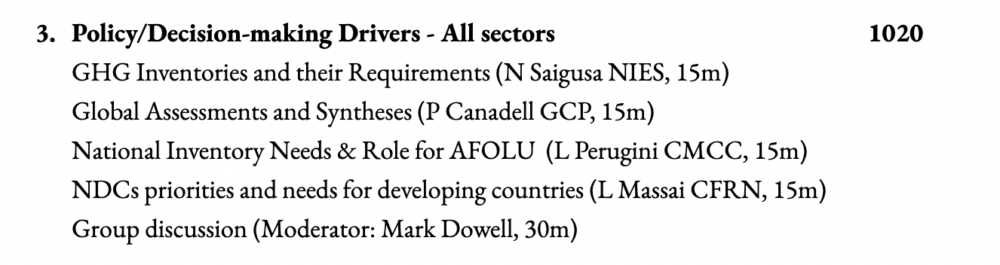 3. Policy/Decision-making Drivers - All sectors 1020
GHG Inventories and their Requirements (N Saigusa NIES, 15m)
Global Assessments and Syntheses (P Canadell GCP, 15m)
National Inventory Needs & Role for AFOLU (L Perugini CMCC, 15m)
NDCs priorities and needs for developing countries (L Massai CFRN, 15m)
Group discussion (Moderator: Mark Dowell, 30m)